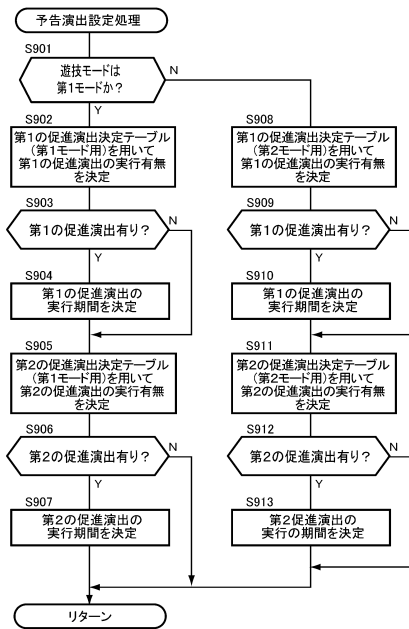 予告演出設定処理
S901
遊技モードは
第1モードか？
N
Y
S902
第1の促進演出決定テーブル
(第1モード用)を用いて
第1の促進演出の実行有無
を決定
S903
第1の促進演出有り？
N
Y
S904
第1の促進演出の
実行期間を決定
S905
第2の促進演出決定テーブル
(第1モード用)を用いて
第2の促進演出の実行有無
を決定
S906
第2の促進演出有り？
N
Y
S907
第2の促進演出の
実行期間を決定
S908
第1の促進演出決定テーブル
(第2モード用)を用いて
第1の促進演出の実行有無
を決定
S909
第1の促進演出有り？
N
Y
S910
第1の促進演出の
実行期間を決定
S911
第2の促進演出決定テーブル
(第2モード用)を用いて
第2の促進演出の実行有無
を決定
S912
第2の促進演出有り？
N
Y
S913
第2促進演出の
実行の期間を決定
リターン